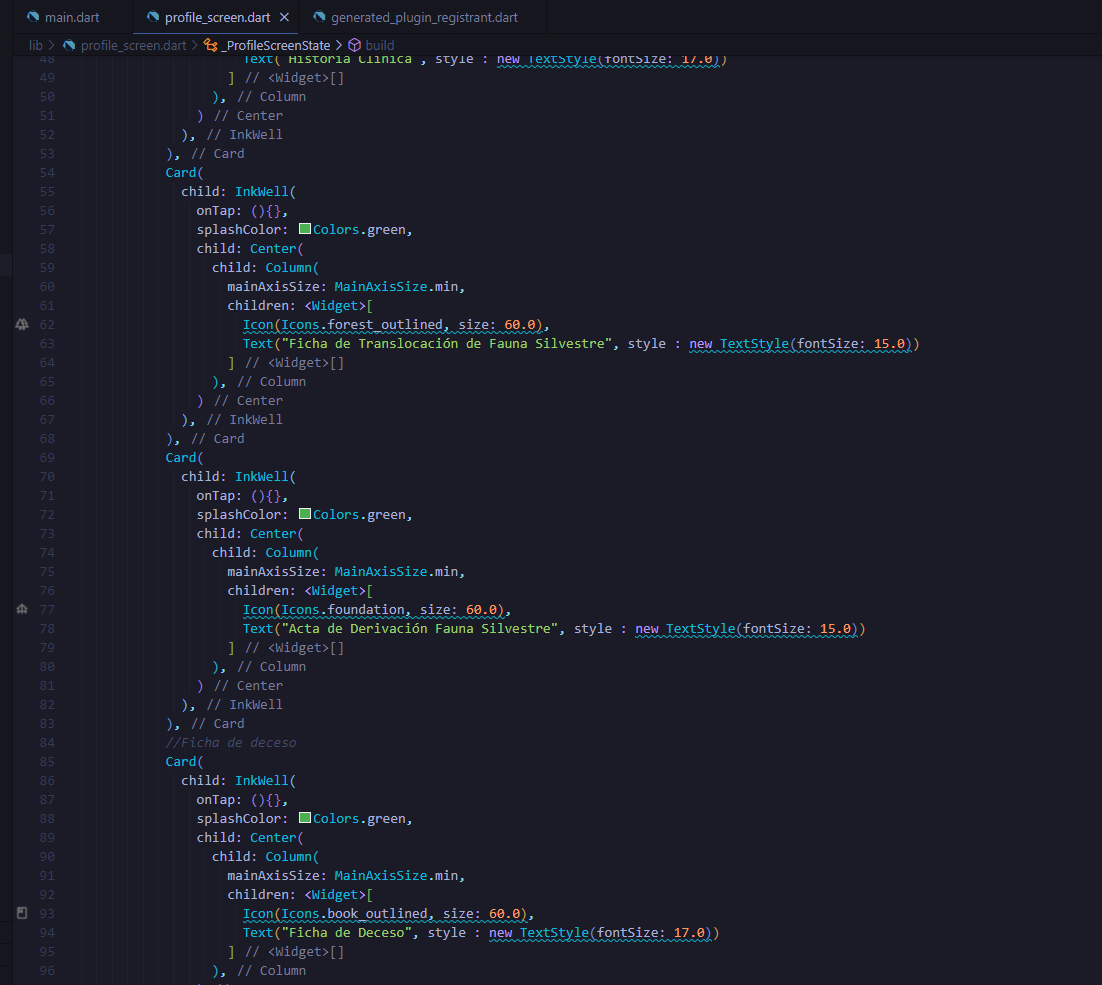 main.dart
profile_screen.dart
generated_plugin_registrant.dart
lib > profile_screen.dart > _ProfileScreenState > build
48 Text("Historia Clínica", style : new TextStyle(fontSize: 17.0))
49 ] // <Widget>[]
50 ), // Column
51 ) // Center
52 ), // InkWell
53 ), // Card
54 Card(
55 child: InkWell(
56 onTap: (){},
57 splashColor: Colors.green,
58 child: Center(
59 child: Column(
60 mainAxisSize: MainAxisSize.min,
61 children: <Widget>[
62 Icon(Icons.forest_outlined, size: 60.0),
63 Text("Ficha de Translocación de Fauna Silvestre", style : new TextStyle(fontSize: 15.0))
64 ] // <Widget>[]
65 ), // Column
66 ) // Center
67 ), // InkWell
68 ), // Card
69 Card(
70 child: InkWell(
71 onTap: (){},
72 splashColor: Colors.green,
73 child: Center(
74 child: Column(
75 mainAxisSize: MainAxisSize.min,
76 children: <Widget>[
77 Icon(Icons.foundation, size: 60.0),
78 Text("Acta de Derivación Fauna Silvestre", style : new TextStyle(fontSize: 15.0))
79 ] // <Widget>[]
80 ), // Column
81 ) // Center
82 ), // InkWell
83 ), // Card
84 //Ficha de deceso
85 Card(
86 child: InkWell(
87 onTap: (){},
88 splashColor: Colors.green,
89 child: Center(
90 child: Column(
91 mainAxisSize: MainAxisSize.min,
92 children: <Widget>[
93 Icon(Icons.book_outlined, size: 60.0),
94 Text("Ficha de Deceso", style : new TextStyle(fontSize: 17.0))
95 ] // <Widget>[]
96 ), // Column